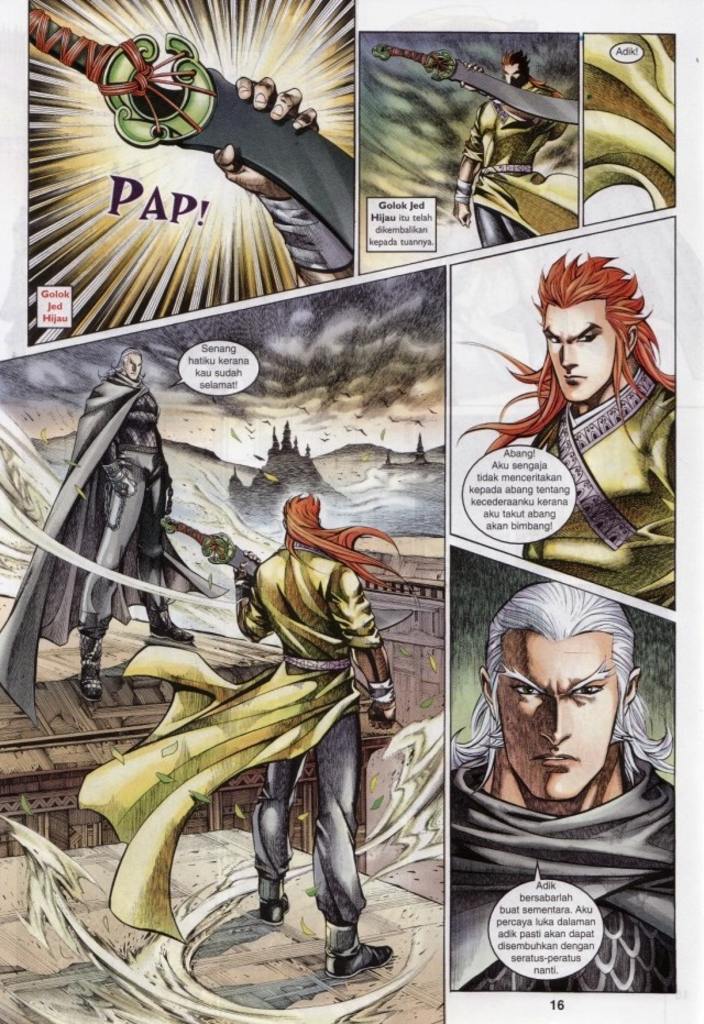 PAP!
Golok
Jed
Hijau
Golok Jed
Hijau itu telah
dikembalikan
kepada tuannya.
Adik!
Senang
hatiku kerana
kau sudah
selamat!
Abang!
Aku sengaja
tidak menceritakan
kepada abang tentang
kecederaanku kerana
aku takut abang
akan bimbang!
Adik
bersabarlah
buat sementara. Aku
percaya luka dalaman
adik pasti akan dapat
disembuhkan dengan
seratus-peratus
nanti.
16